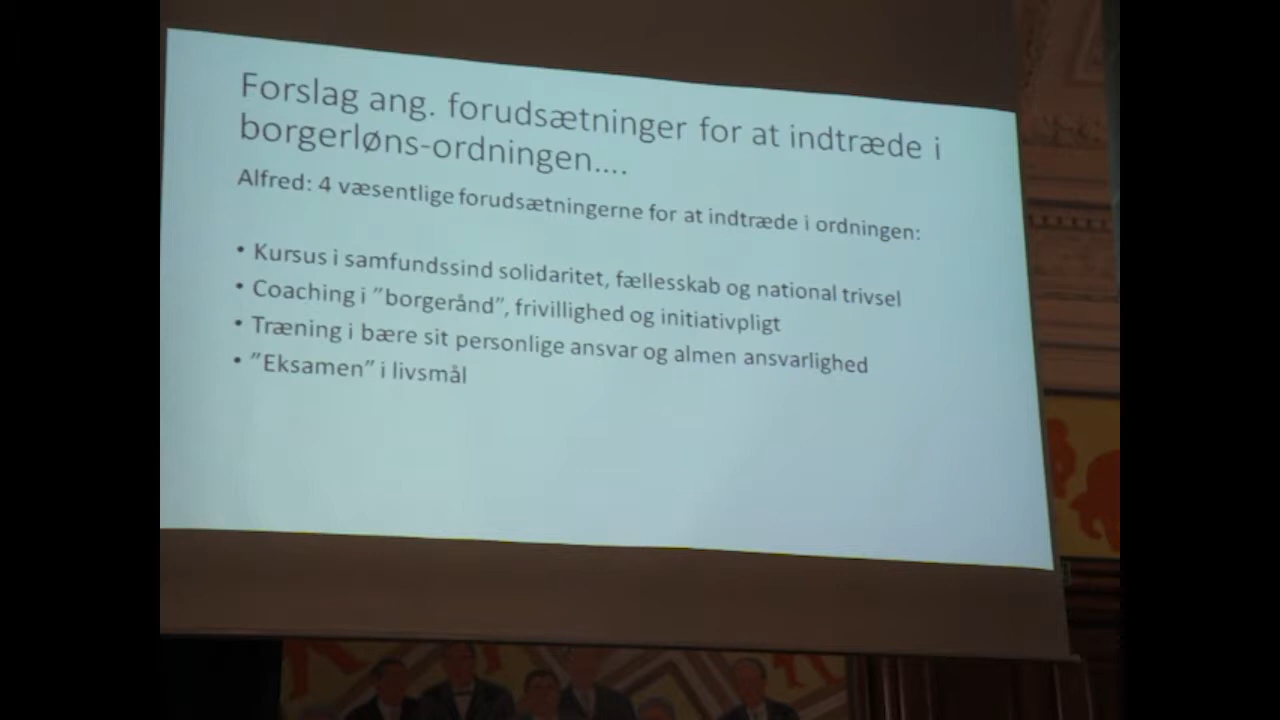 Forslag ang. forudsætninger for at indtræde i
borgerløns-ordningen....
Alfred: 4 væsentlige forudsætningerne for at indtræde i ordningen:
• Kursus i samfundssind solidaritet, fællesskab og national trivsel
• Coaching i ”borgerånd”, frivillighed og initiativpligt
• Træning i bære sit personlige ansvar og almen ansvarlighed
• ”Eksamen” i livsmål